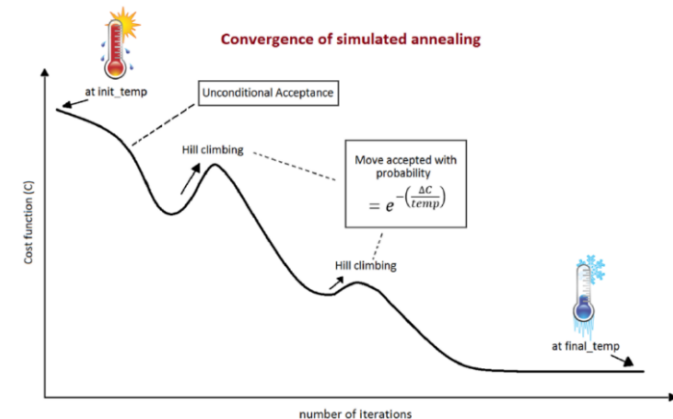 Convergence of simulated annealing
at init_temp
Unconditional Acceptance
Hill climbing
Move accepted with
probability
= e^-(ΔC/temp)
Hill climbing
at final_temp
Cost function (C)
number of iterations